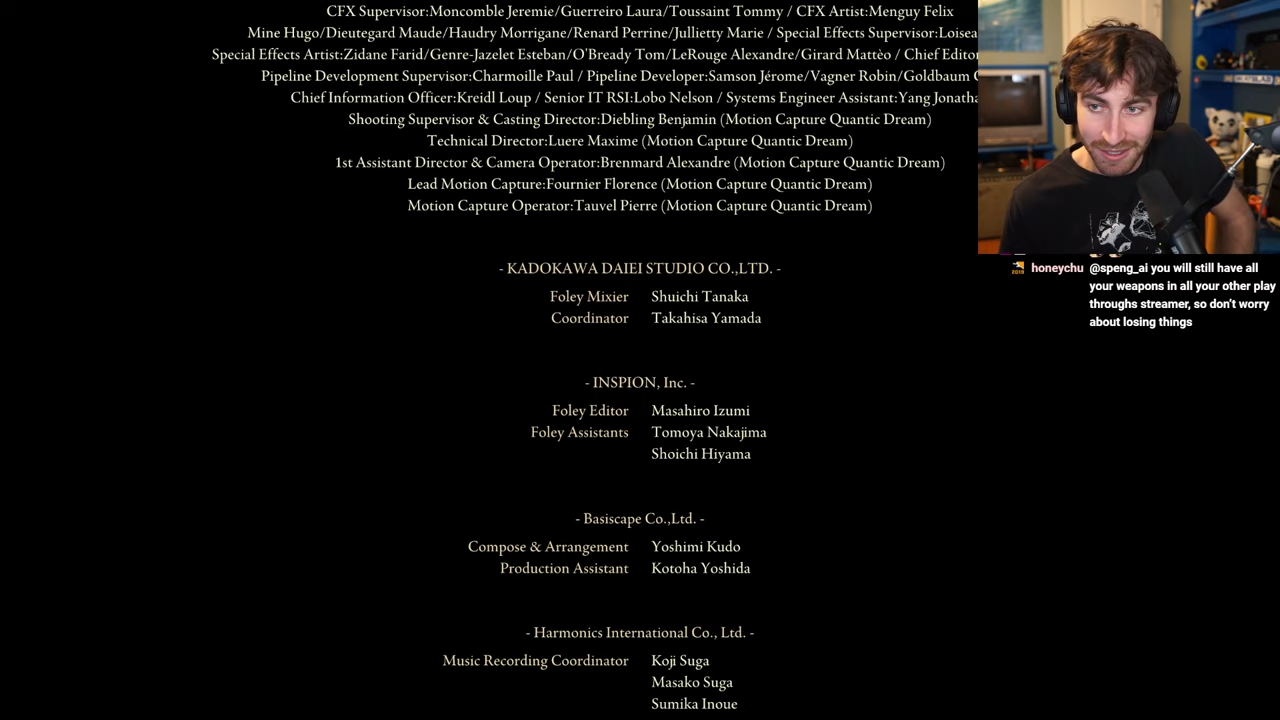 CFX Supervisor:Moncomble Jeremie/Guerreiro Laura/Toussaint Tommy / CFX Artist:Menguy Felix
Mine Hugo/Dieutegard Maude/Haudry Morrigane/Renard Perrine/Jullietty Marie / Special Effects Supervisor:Loisea
Special Effects Artist:Zidane Farid/Genre-Jazelet Esteban/O'Bready Tom/LeRouge Alexandre/Girard Mattèo / Chief Editor
Pipeline Development Supervisor:Charmoille Paul / Pipeline Developer:Samson Jérome/Vagner Robin/Goldbaum
Chief Information Officer:Kreidl Loup / Senior IT RSI:Lobo Nelson / Systems Engineer Assistant:Yang Jonatha
Shooting Supervisor & Casting Director:Diebling Benjamin (Motion Capture Quantic Dream)
Technical Director:Luere Maxime (Motion Capture Quantic Dream)
1st Assistant Director & Camera Operator:Brenmard Alexandre (Motion Capture Quantic Dream)
Lead Motion Capture:Fournier Florence (Motion Capture Quantic Dream)
Motion Capture Operator:Tauvel Pierre (Motion Capture Quantic Dream)
- KADOKAWA DAIEI STUDIO CO.,LTD. -
Foley Mixier Shuichi Tanaka
Coordinator Takahisa Yamada
- INSPION, Inc. -
Foley Editor Masahiro Izumi
Foley Assistants Tomoya Nakajima
Shoichi Hiyama
- Basiscape Co.,Ltd. -
Compose & Arrangement Yoshimi Kudo
Production Assistant Kotoha Yoshida
- Harmonics International Co., Ltd. -
Music Recording Coordinator Koji Suga
Masako Suga
Sumika Inoue
honeychu @speng_ai you will still have all
your weapons in all your other play
throughs streamer, so don't worry
about losing things